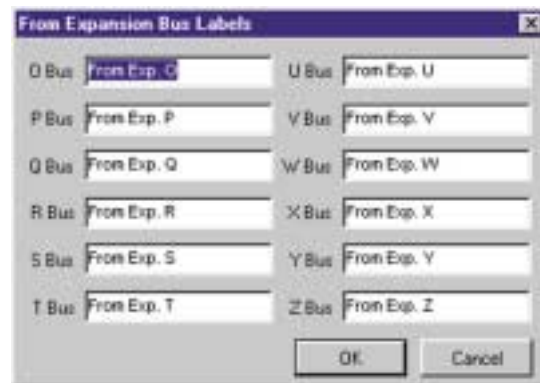 From Expansion Bus Labels
O Bus From Exp. O U Bus From Exp. U
P Bus From Exp. P V Bus From Exp. V
Q Bus From Exp. Q W Bus From Exp. W
R Bus From Exp. R X Bus From Exp. X
S Bus From Exp. S Y Bus From Exp. Y
T Bus From Exp. T Z Bus From Exp. Z
OK Cancel